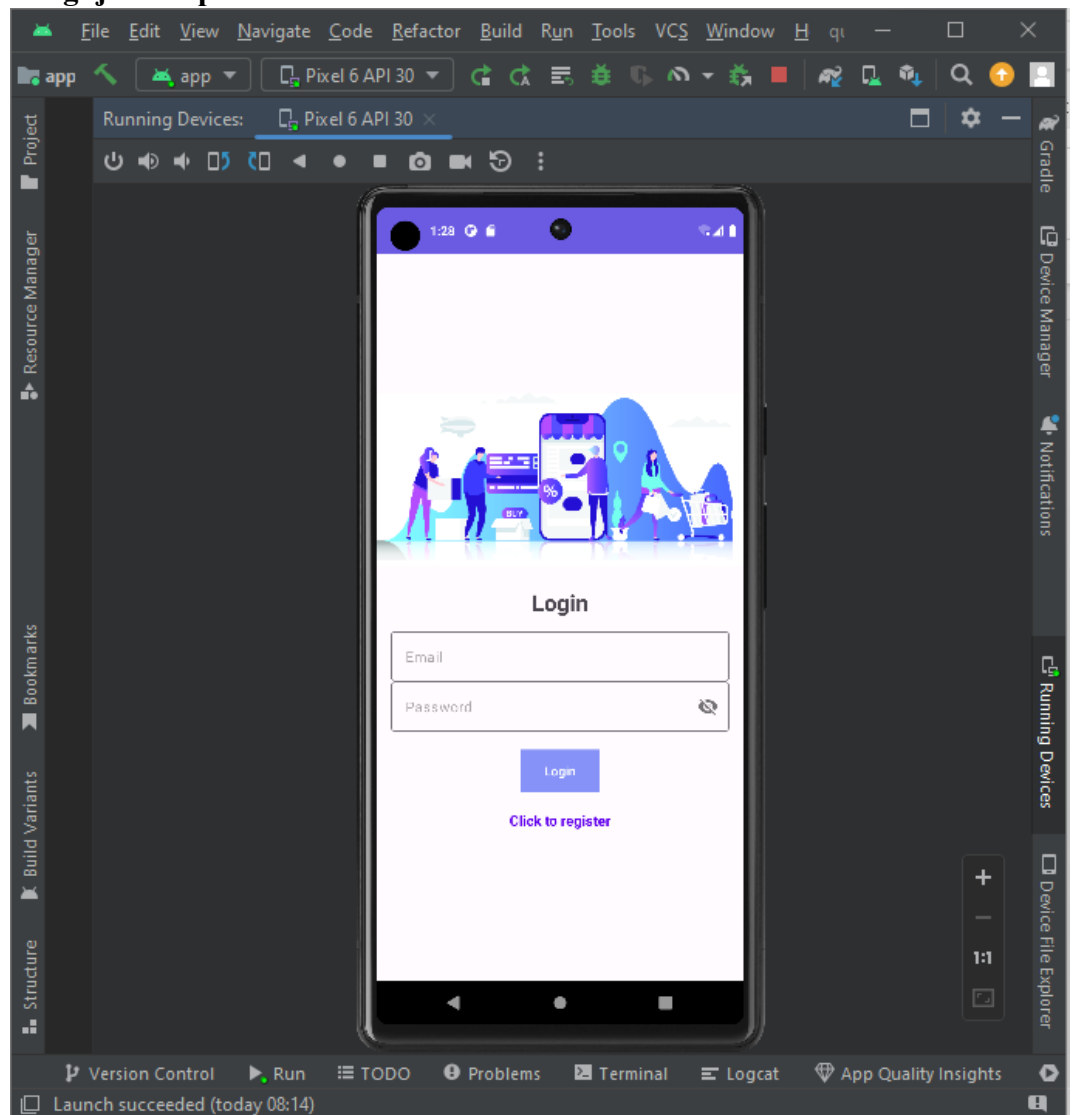 File Edit View Navigate Code Refactor Build Run Tools VCS Window H
app app Pixel 6 API 30
Running Devices: Pixel 6 API 30
Project
Resource Manager
Bookmarks
Build Variants
Structure
1:28
%
BUY
Login
Email
Password
Login
Click to register
1:1
Gradle
Device Manager
Notifications
Running Devices
Device File Explorer
Version Control Run TODO Problems Terminal Logcat App Quality Insights
Launch succeeded (today 08:14)